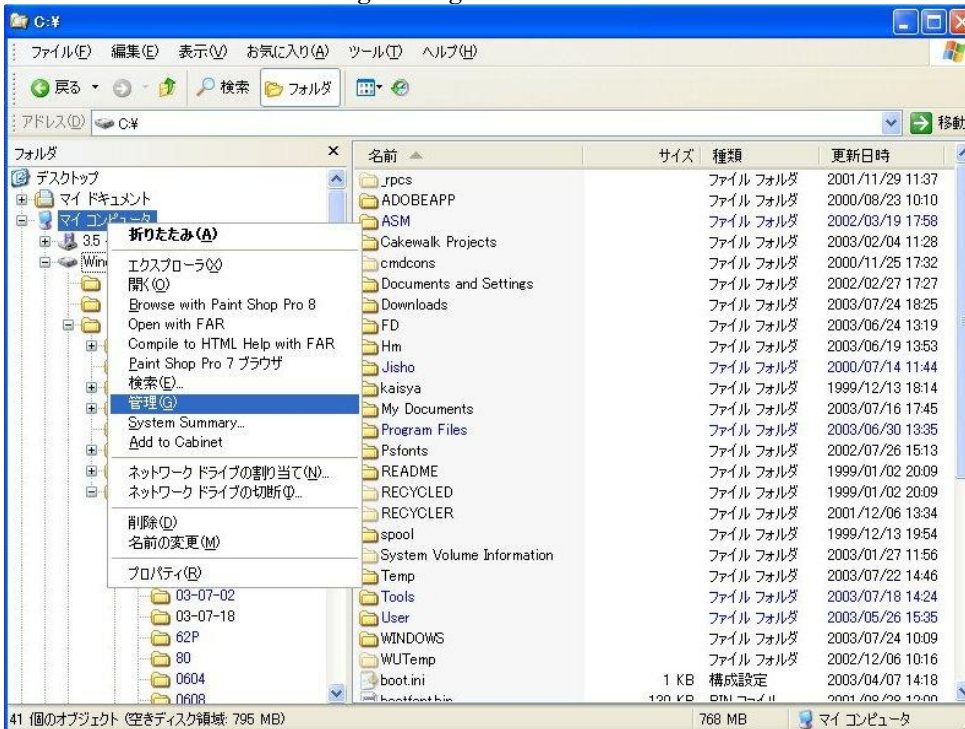 C:¥
ファイル(F) 編集(E) 表示(V) お気に入り(A) ツール(T) ヘルプ(H)
戻る 検索 フォルダ
アドレス(D) C:¥ 移動
フォルダ × 名前 サイズ 種類 更新日時
デスクトップ
マイ ドキュメント
マイ コンピュータ
3.5
折りたたみ(A)
エクスプローラ(X)
開く(O)
Browse with Paint Shop Pro 8
Open with FAR
Compile to HTML Help with FAR
Paint Shop Pro 7 ブラウザ
検索(E)...
管理(G)
System Summary...
Add to Cabinet
ネットワーク ドライブの割り当て(N)...
ネットワーク ドライブの切断(I)...
削除(D)
名前の変更(M)
プロパティ(R)
03-07-02
03-07-18
62P
80
0604
0608
_rpcs ファイル フォルダ 2001/11/29 11:37
ADOBEAPP ファイル フォルダ 2000/08/23 10:10
ASM ファイル フォルダ 2002/03/19 17:58
Cakewalk Projects ファイル フォルダ 2003/02/04 11:28
cmdcons ファイル フォルダ 2000/11/25 17:32
Documents and Settings ファイル フォルダ 2002/02/27 17:27
Downloads ファイル フォルダ 2003/07/24 18:25
FD ファイル フォルダ 2003/06/24 13:19
Hm ファイル フォルダ 2003/06/19 13:53
Jisho ファイル フォルダ 2000/07/14 11:44
kaisya ファイル フォルダ 1999/12/13 18:14
My Documents ファイル フォルダ 2003/07/16 17:45
Program Files ファイル フォルダ 2003/06/30 13:35
Psfonts ファイル フォルダ 2002/07/26 15:13
README ファイル フォルダ 1999/01/02 20:09
RECYCLED ファイル フォルダ 1999/01/02 20:09
RECYCLER ファイル フォルダ 2001/12/06 13:34
spool ファイル フォルダ 1999/12/13 19:54
System Volume Information ファイル フォルダ 2003/01/27 11:56
Temp ファイル フォルダ 2003/07/22 14:46
Tools ファイル フォルダ 2003/07/18 14:24
User ファイル フォルダ 2003/05/26 15:35
WINDOWS ファイル フォルダ 2003/07/24 10:09
WUTemp ファイル フォルダ 2002/12/06 10:16
boot.ini 1 KB 構成設定 2003/04/07 14:18
41 個のオブジェクト (空きディスク領域: 795 MB) 768 MB マイ コンピュータ